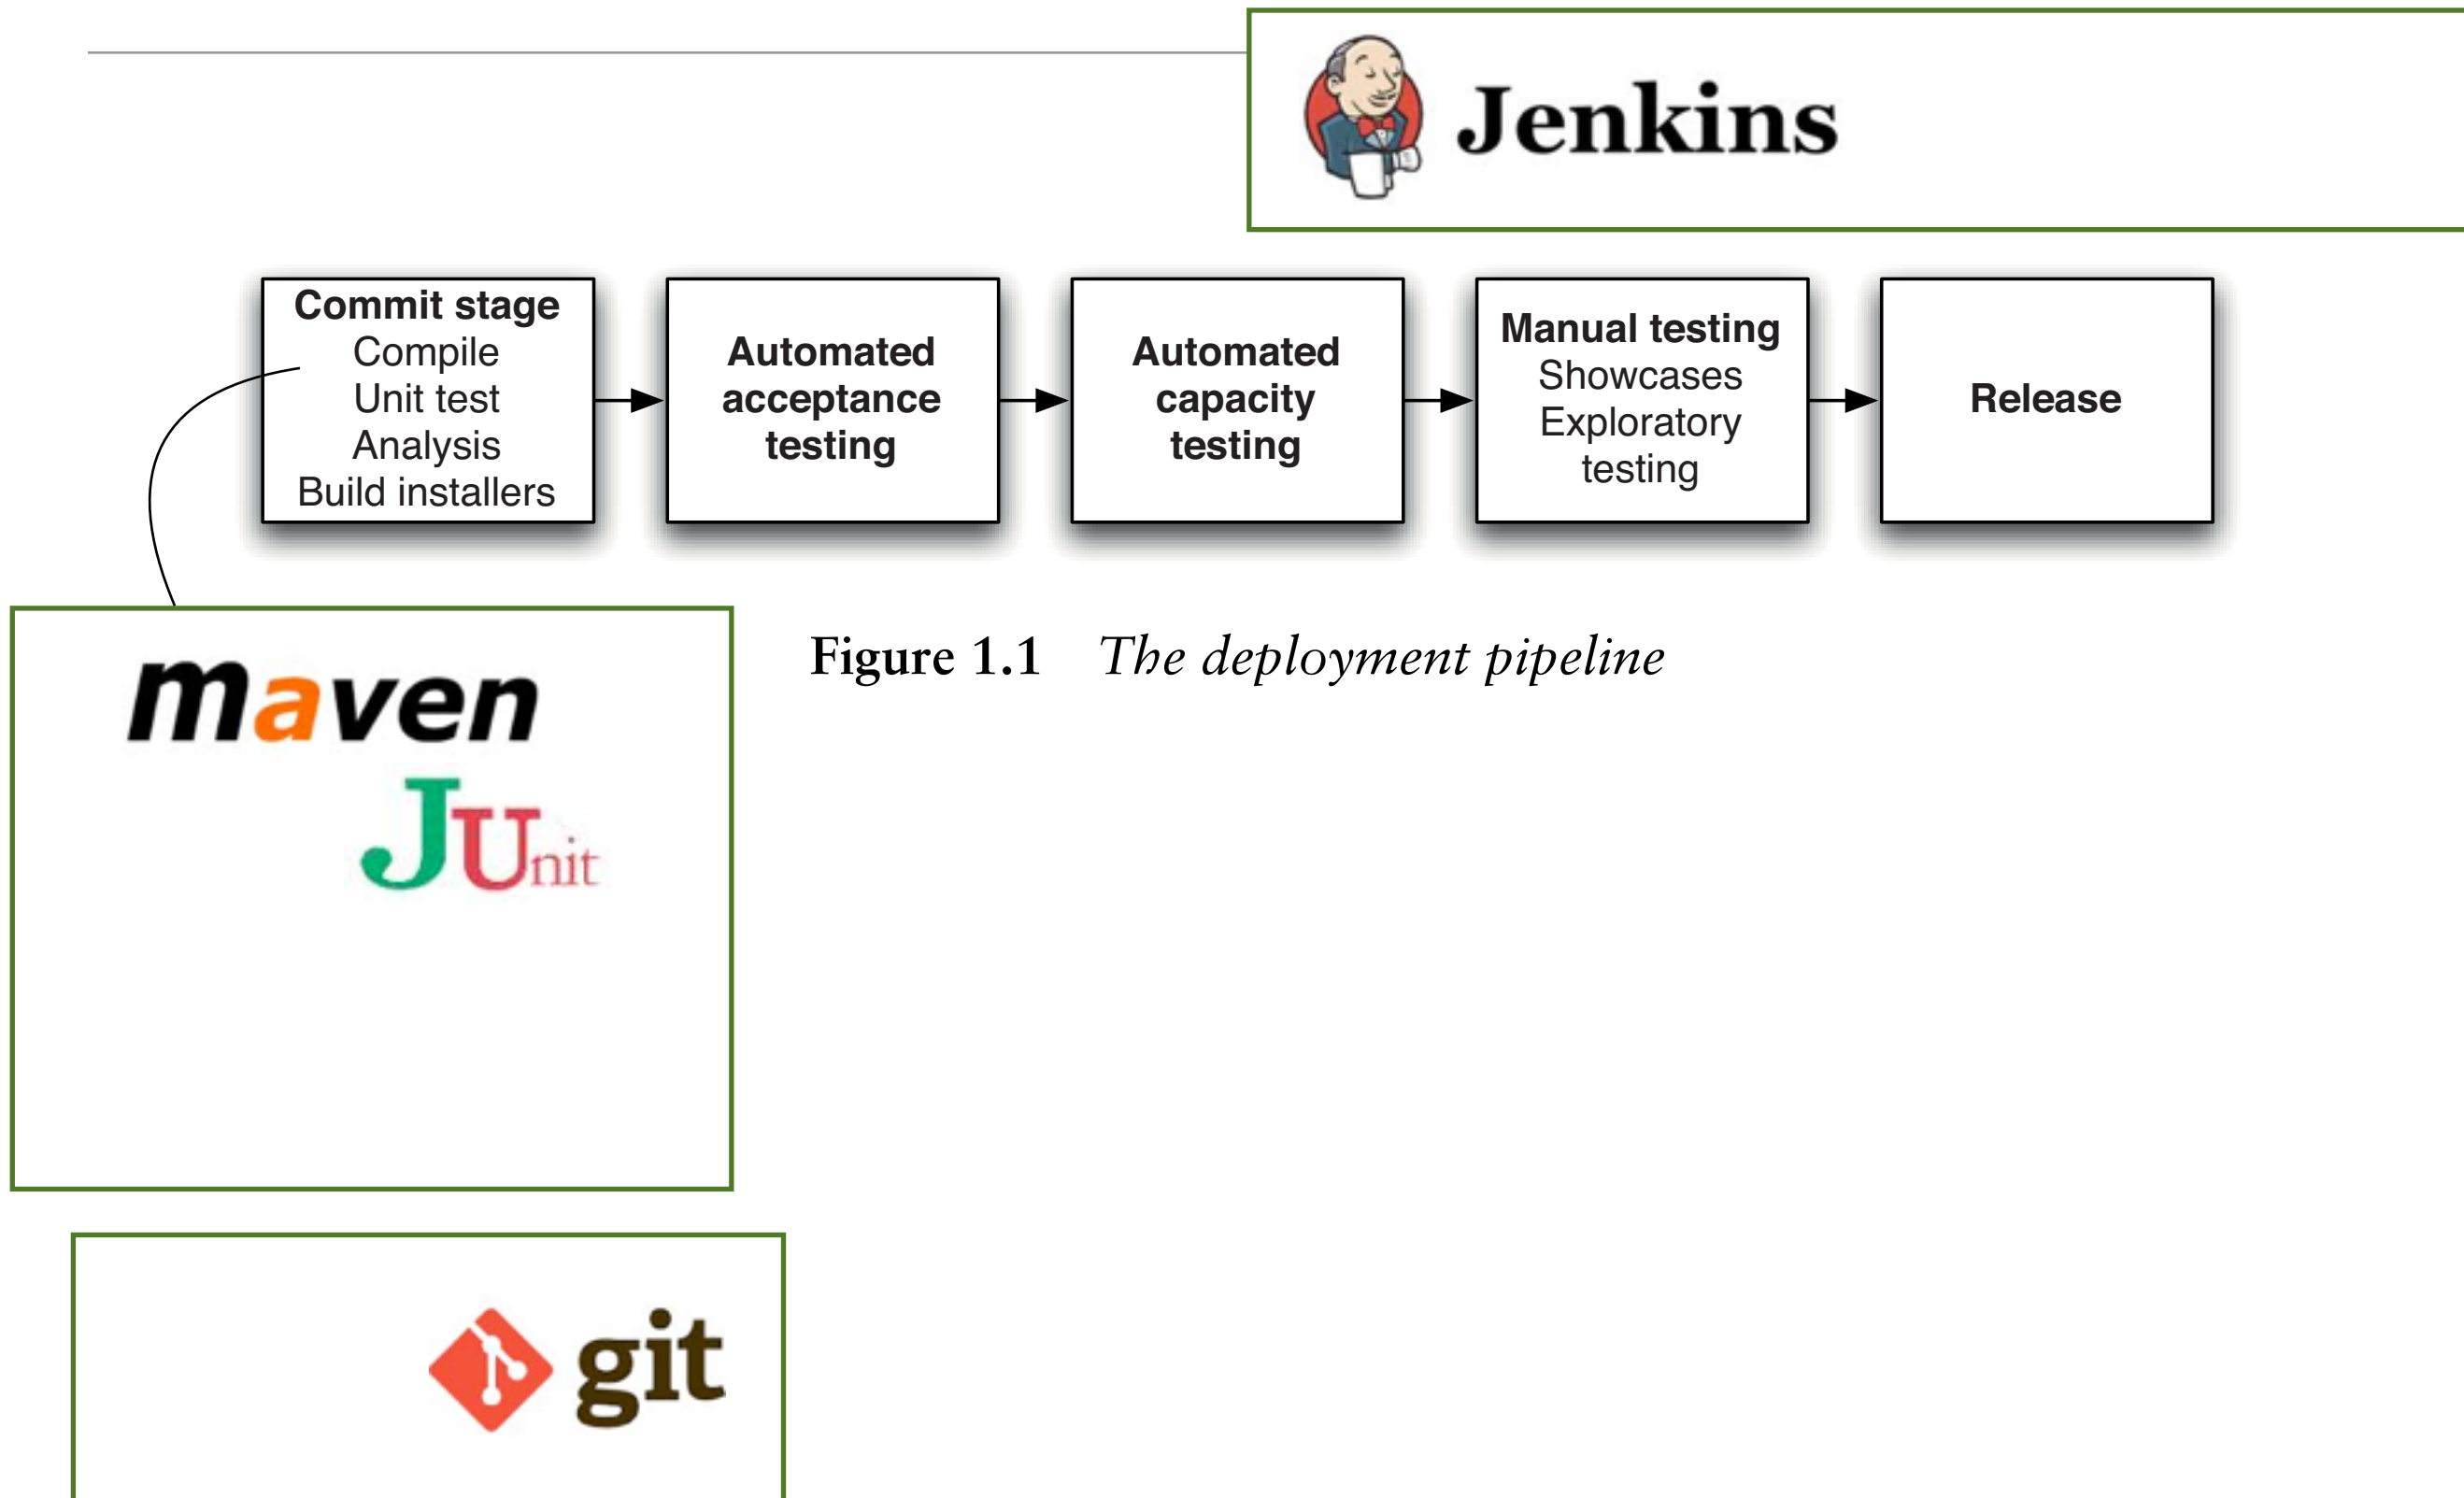 Jenkins
Commit stage
Compile
Unit test
Analysis
Build installers
Automated
acceptance
testing
Automated
capacity
testing
Manual testing
Showcases
Exploratory
testing
Release
Figure 1.1 The deployment pipeline
maven
JUnit
git